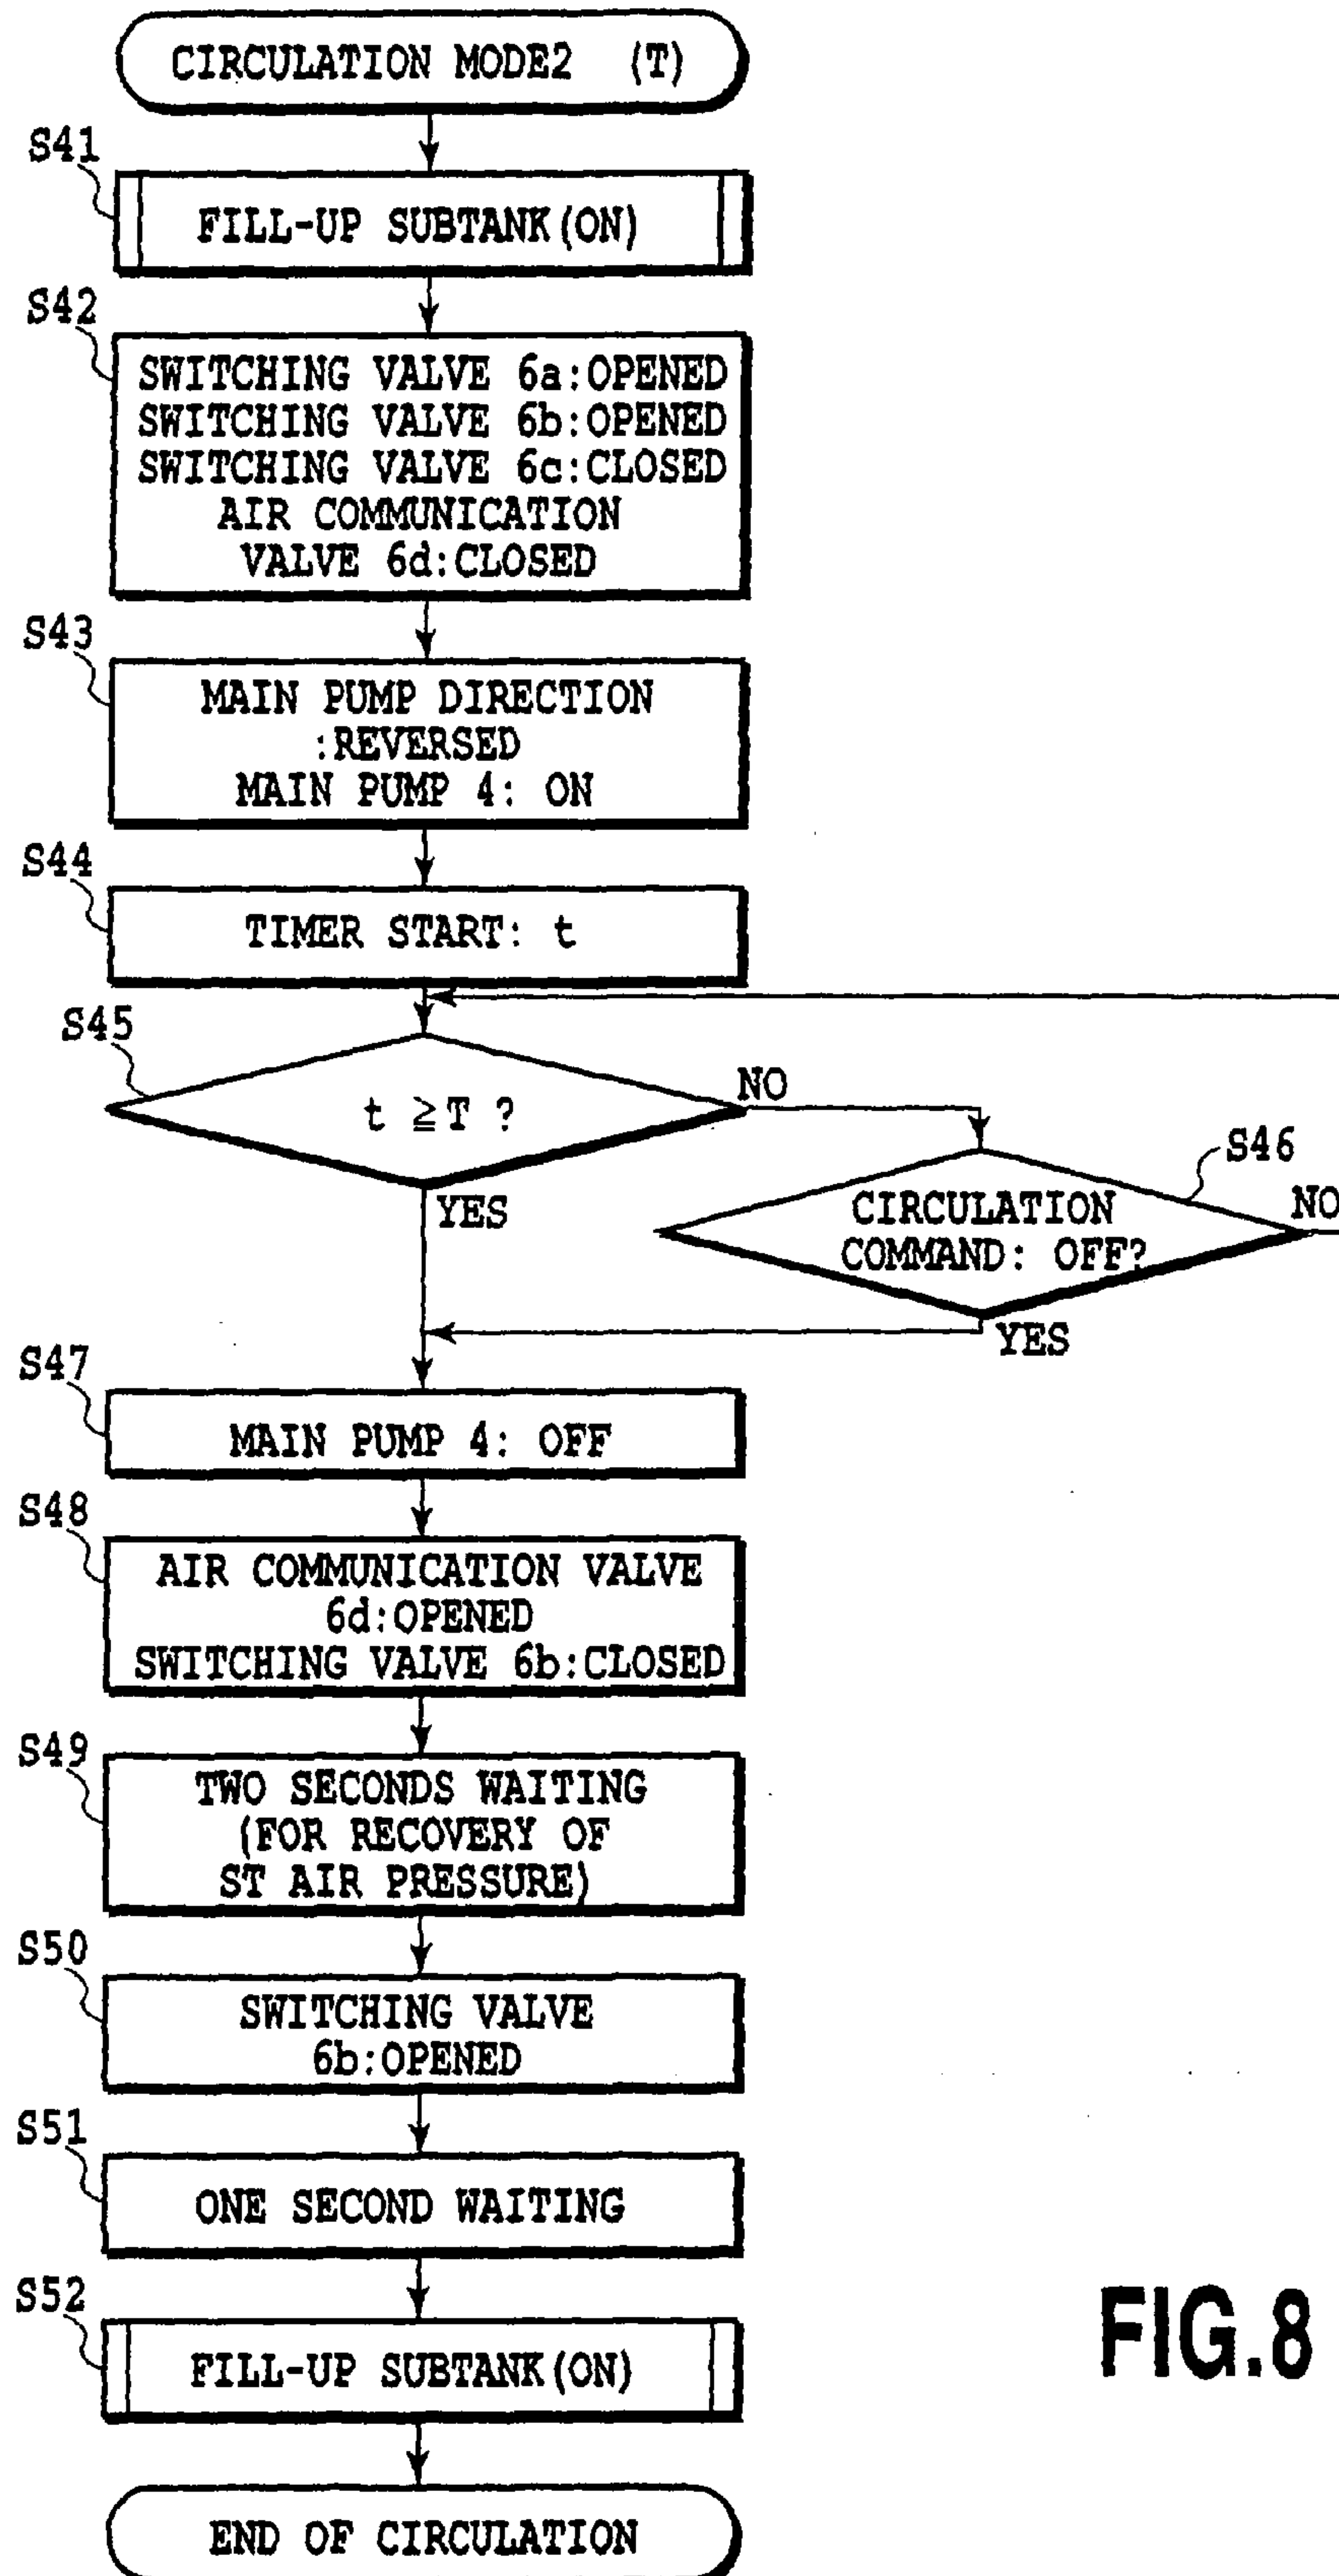 CIRCULATION MODE2 (T)
S41
FILL-UP SUBTANK(ON)
S42
SWITCHING VALVE 6a:OPENED
SWITCHING VALVE 6b:OPENED
SWITCHING VALVE 6c:CLOSED
AIR COMMUNICATION
VALVE 6d:CLOSED
S43
MAIN PUMP DIRECTION
:REVERSED
MAIN PUMP 4: ON
S44
TIMER START: t
S45
t ≧ T ?
NO
YES
S46
CIRCULATION
COMMAND: OFF?
NO
YES
S47
MAIN PUMP 4: OFF
S48
AIR COMMUNICATION VALVE
6d:OPENED
SWITCHING VALVE 6b:CLOSED
S49
TWO SECONDS WAITING
(FOR RECOVERY OF
ST AIR PRESSURE)
S50
SWITCHING VALVE
6b:OPENED
S51
ONE SECOND WAITING
S52
FILL-UP SUBTANK(ON)
END OF CIRCULATION
FIG.8